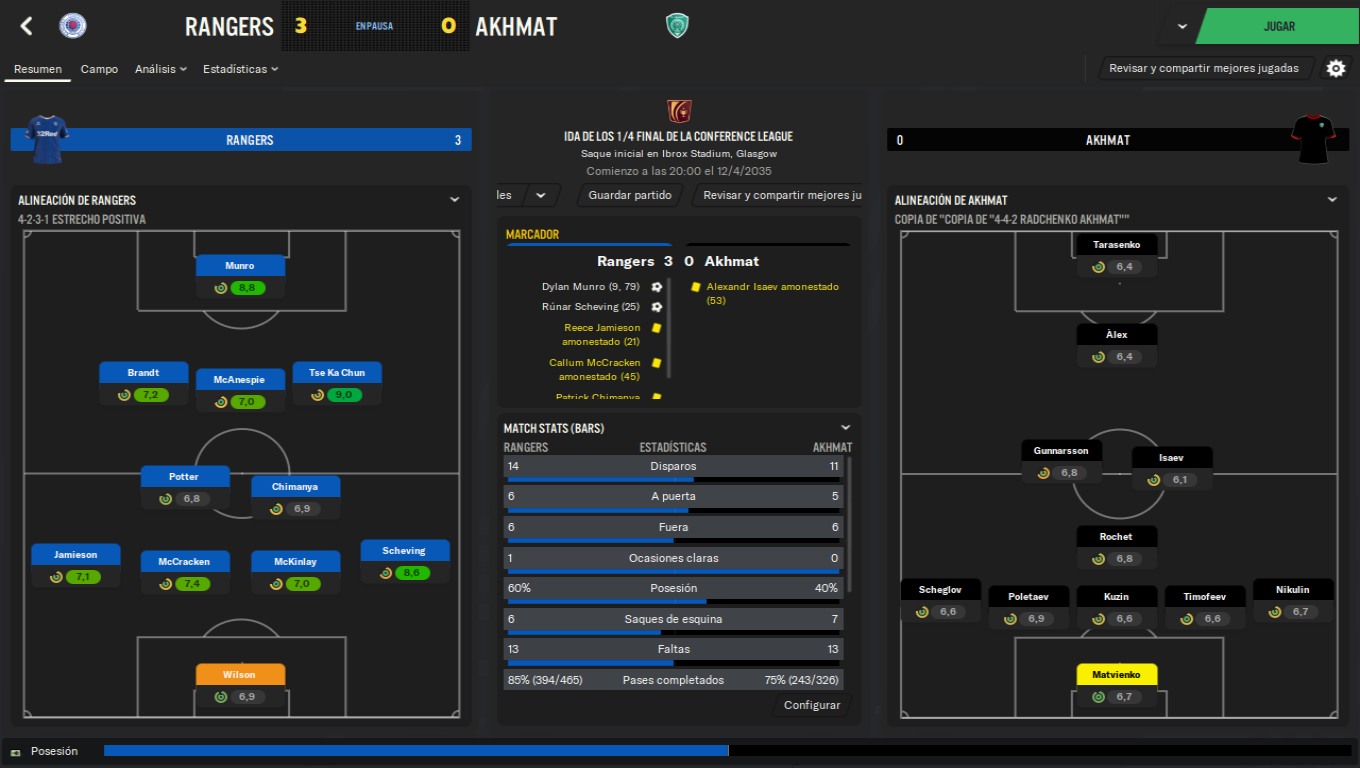 RANGERS 3 EN PAUSA 0 AKHMAT
JUGAR
Resumen Campo Análisis Estadísticas
Revisar y compartir mejores jugadas
32Red
RANGERS 3
ALINEACIÓN DE RANGERS
4-2-3-1 ESTRECHO POSITIVA
Munro
8,8
Brandt
7,2
McAnespie
7,0
Tse Ka Chun
9,0
Potter
6,8
Chimanya
6,9
Jamieson
7,1
McCracken
7,4
McKinlay
7,0
Scheving
8,6
Wilson
6,9
IDA DE LOS 1/4 FINAL DE LA CONFERENCE LEAGUE
Saque inicial en Ibrox Stadium, Glasgow
Comienzo a las 20:00 el 12/4/2035
les
Guardar partido
Revisar y compartir mejores ju
MARCADOR
Rangers 3 0 Akhmat
Dylan Munro (9, 79)
Rúnar Scheving (25)
Reece Jamieson
amonestado (21)
Callum McCracken
amonestado (45)
Patrick Chimanya
Alexandr Isaev amonestado
(53)
MATCH STATS (BARS)
RANGERS ESTADÍSTICAS AKHMAT
14 Disparos 11
6 A puerta 5
6 Fuera 6
1 Ocasiones claras 0
60% Posesión 40%
6 Saques de esquina 7
13 Faltas 13
85% (394/465) Pases completados 75% (243/326)
Configurar
0 AKHMAT
ALINEACIÓN DE AKHMAT
COPIA DE "COPIA DE "4-4-2 RADCHENKO AKHMAT""
Tarasenko
6,4
Àlex
6,4
Gunnarsson
6,8
Isaev
6,1
Rochet
6,8
Scheglov
6,6
Poletaev
6,9
Kuzin
6,6
Timofeev
6,6
Nikulin
6,7
Matvienko
6,7
Posesión